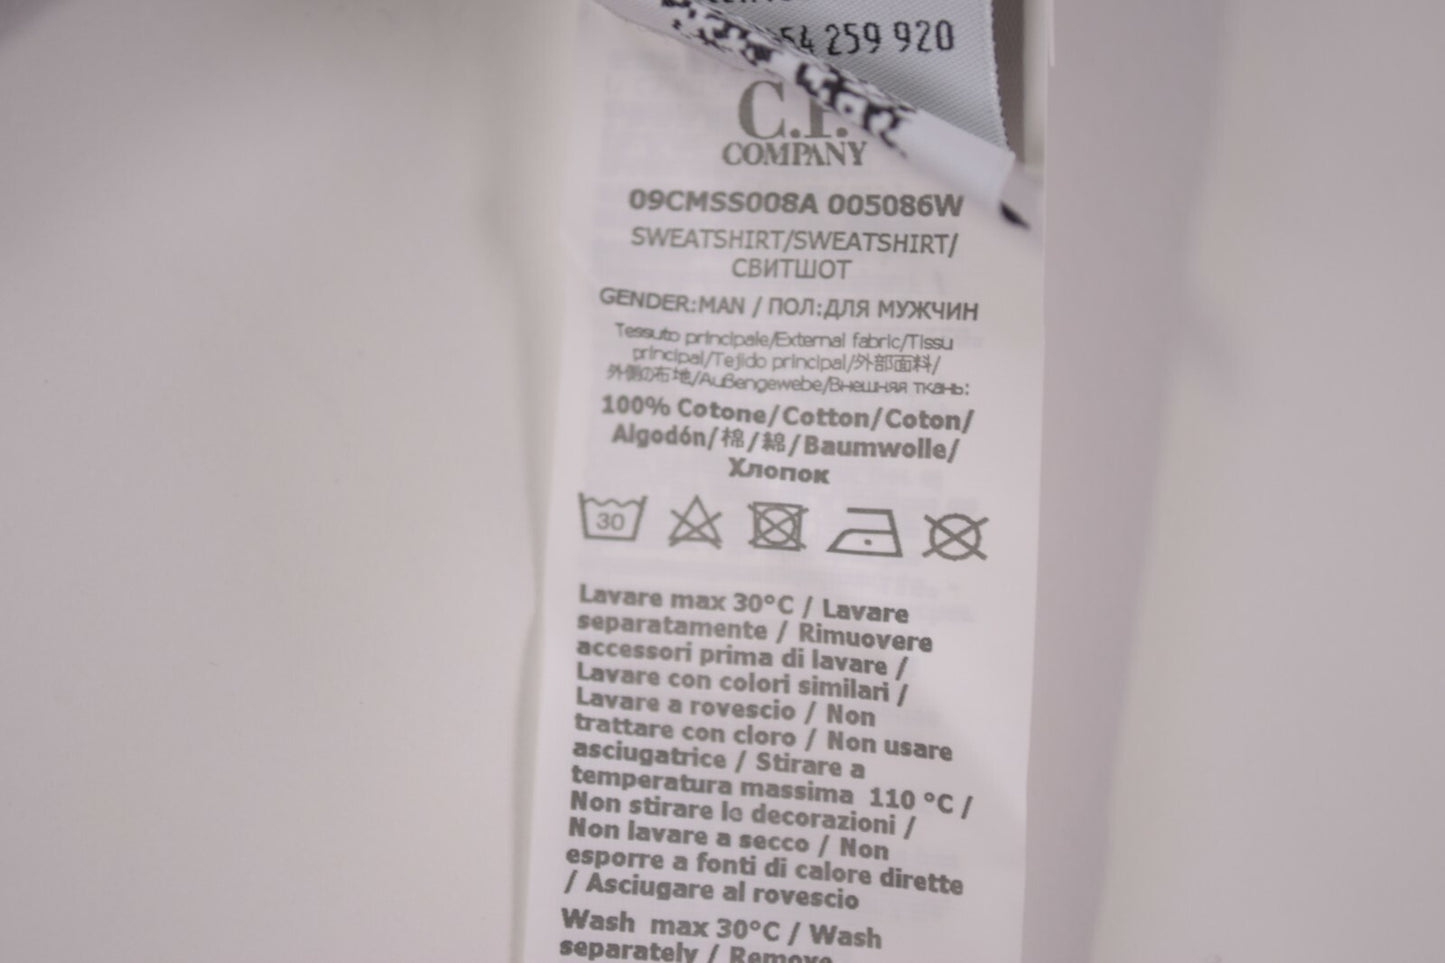 54 259 920
C.P.
COMPANY
09CMSS008A 005086W
SWEATSHIRT/SWEATSHIRT/
СВИТШОТ
GENDER:MAN / ПОЛ:ДЛЯ МУЖЧИН
Tessuto principale/External fabric/Tissu
principal/Tejido principal/外部面料/
外側の布地/Außengewebe/Внешняя ткань:
100% Cotone/Cotton/Coton/
Algodón/棉/綿/Baumwolle/
Хлопок
30
Lavare max 30°C / Lavare
separatamente / Rimuovere
accessori prima di lavare /
Lavare con colori similari /
Lavare a rovescio / Non
trattare con cloro / Non usare
asciugatrice / Stirare a
temperatura massima 110 °C /
Non stirare le decorazioni /
Non lavare a secco / Non
esporre a fonti di calore dirette
/ Asciugare al rovescio
Wash max 30°C / Wash
separately / Remove